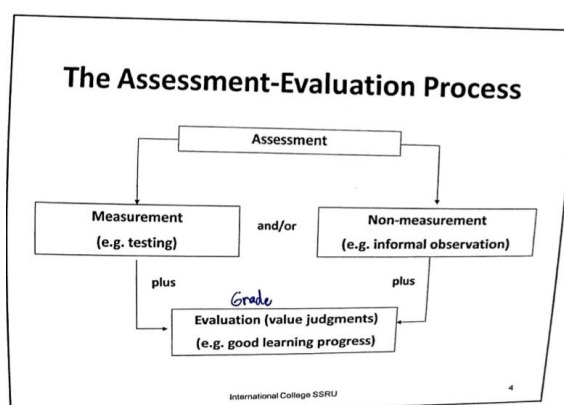 The Assessment-Evaluation Process
Assessment
Measurement
(e.g. testing)
and/or
Non-measurement
(e.g. informal observation)
plus
plus
Grade
Evaluation (value judgments)
(e.g. good learning progress)
International College SSRU
4